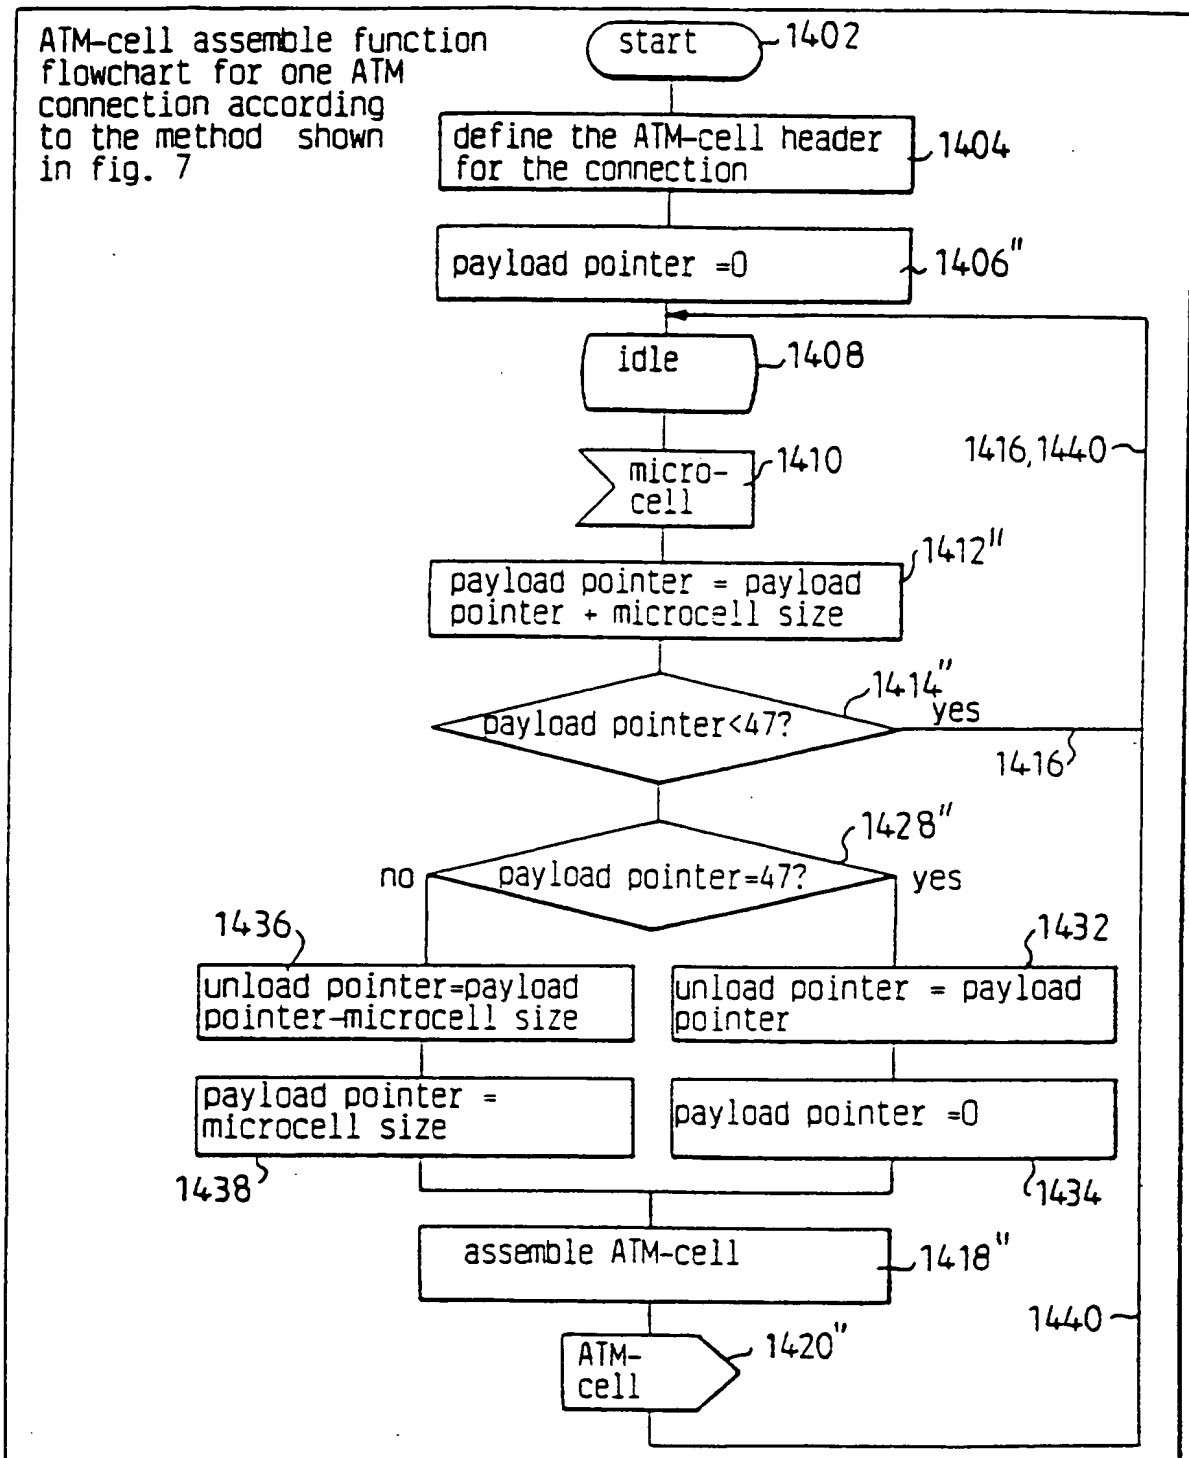 ATM-cell assemble function
flowchart for one ATM
connection according
to the method shown
in fig. 7
start
1402
define the ATM-cell header
for the connection
1404
payload pointer =0
1406"
idle
1408
1416,1440
micro-
cell
1410
payload pointer = payload
pointer + microcell size
1412"
payload pointer<47?
1414"
yes
1416
payload pointer=47?
1428"
no
yes
1436
1432
unload pointer=payload
pointer-microcell size
unload pointer = payload
pointer
payload pointer =
microcell size
payload pointer =0
1438
1434
assemble ATM-cell
1418"
1440
ATM-
cell
1420"